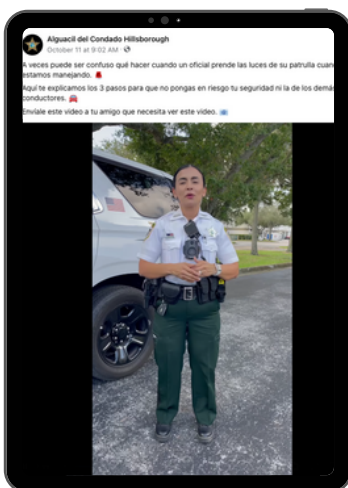 Alguacil del Condado Hillsborough
October 11 at 9:02 AM ·
A veces puede ser confuso qué hacer cuando un oficial prende las luces de su patrulla cuan
estamos manejando.
Aquí te explicamos los 3 pasos para que no pongas en riesgo tu seguridad ni la de los demás
conductores.
Envíale este video a tu amigo que necesita ver este video.